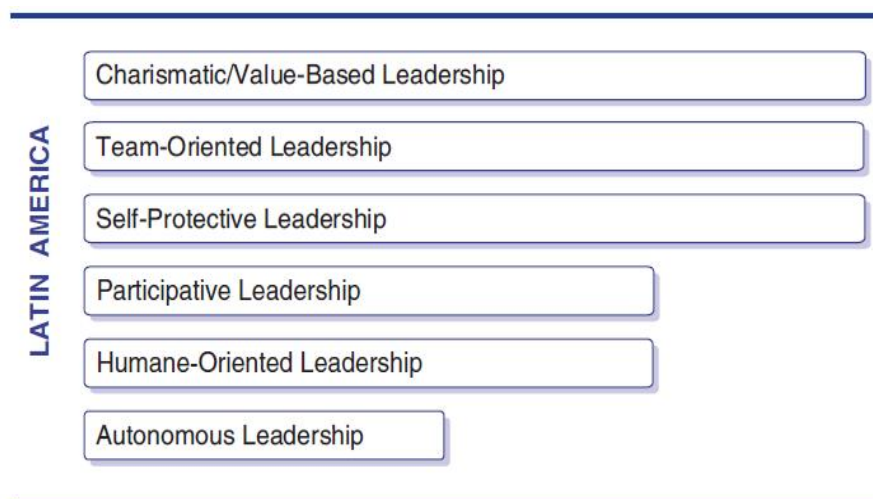 LATIN AMERICA
Charismatic/Value-Based Leadership
Team-Oriented Leadership
Self-Protective Leadership
Participative Leadership
Humane-Oriented Leadership
Autonomous Leadership